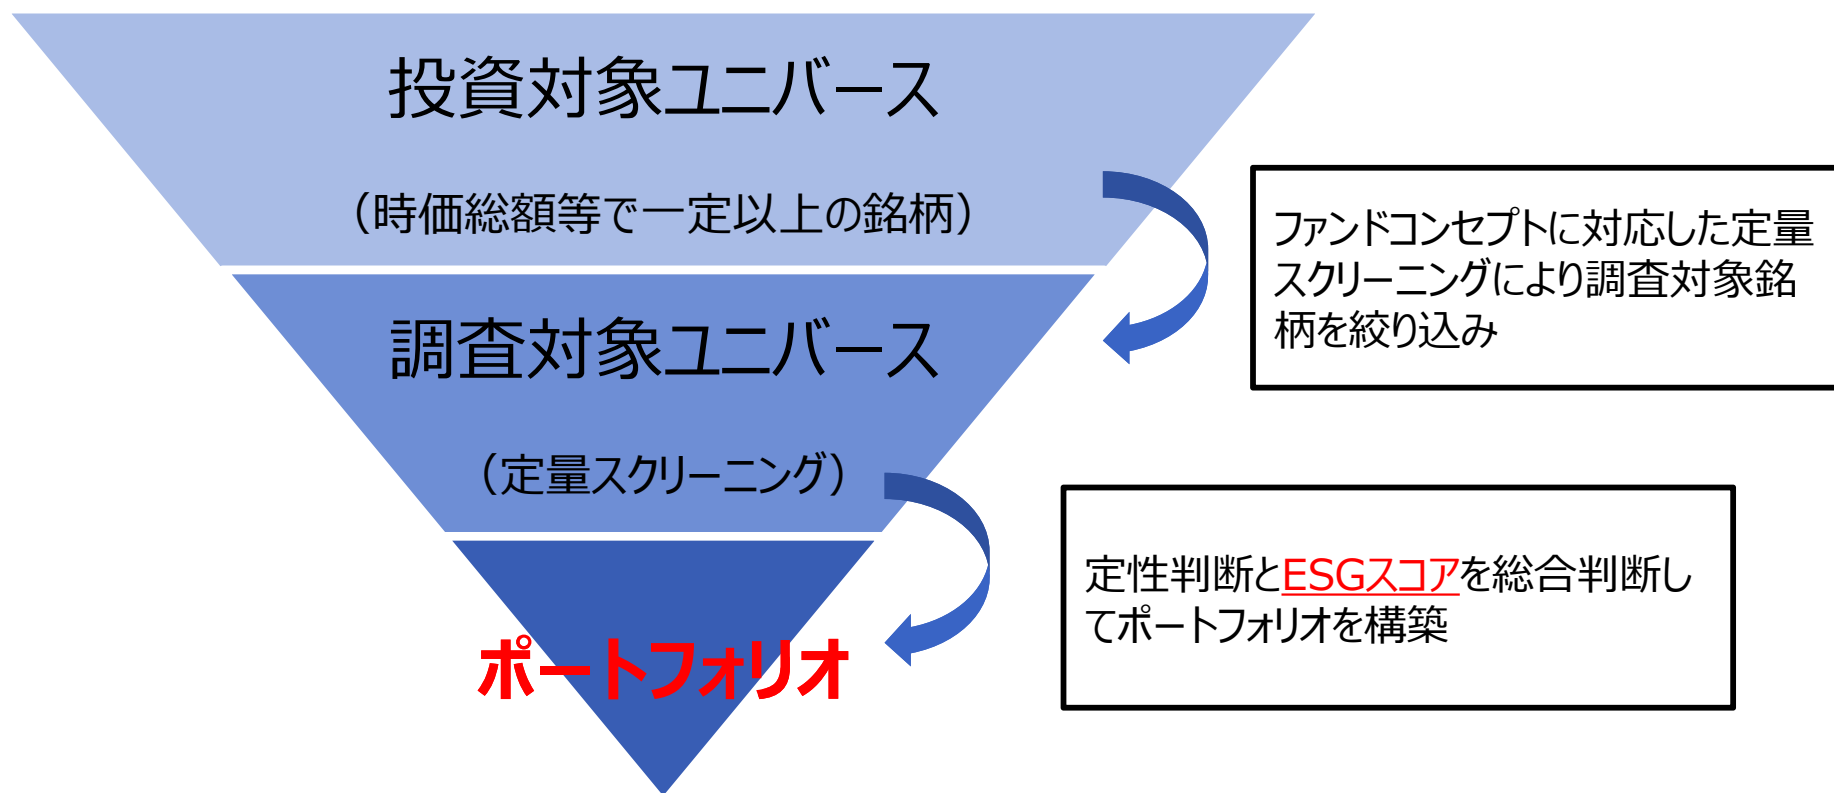 投資対象ユニバース
（時価総額等で一定以上の銘柄）
ファンドコンセプトに対応した定量
スクリーニングにより調査対象銘
柄を絞り込み
調査対象ユニバース
（定量スクリーニング）
定性判断とESGスコアを総合判断し
てポートフォリオを構築
ポートフォリオ